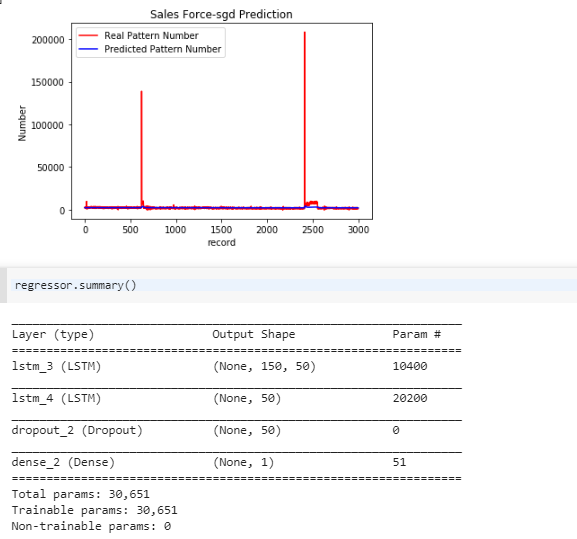 Sales Force-sgd Prediction
Real Pattern Number
Predicted Pattern Number
200000
150000
100000
50000
0
Number
0 500 1000 1500 2000 2500 3000
record
regressor.summary()
Layer (type) Output Shape Param #
lstm_3 (LSTM) (None, 150, 50) 10400
lstm_4 (LSTM) (None, 50) 20200
dropout_2 (Dropout) (None, 50) 0
dense_2 (Dense) (None, 1) 51
Total params: 30,651
Trainable params: 30,651
Non-trainable params: 0